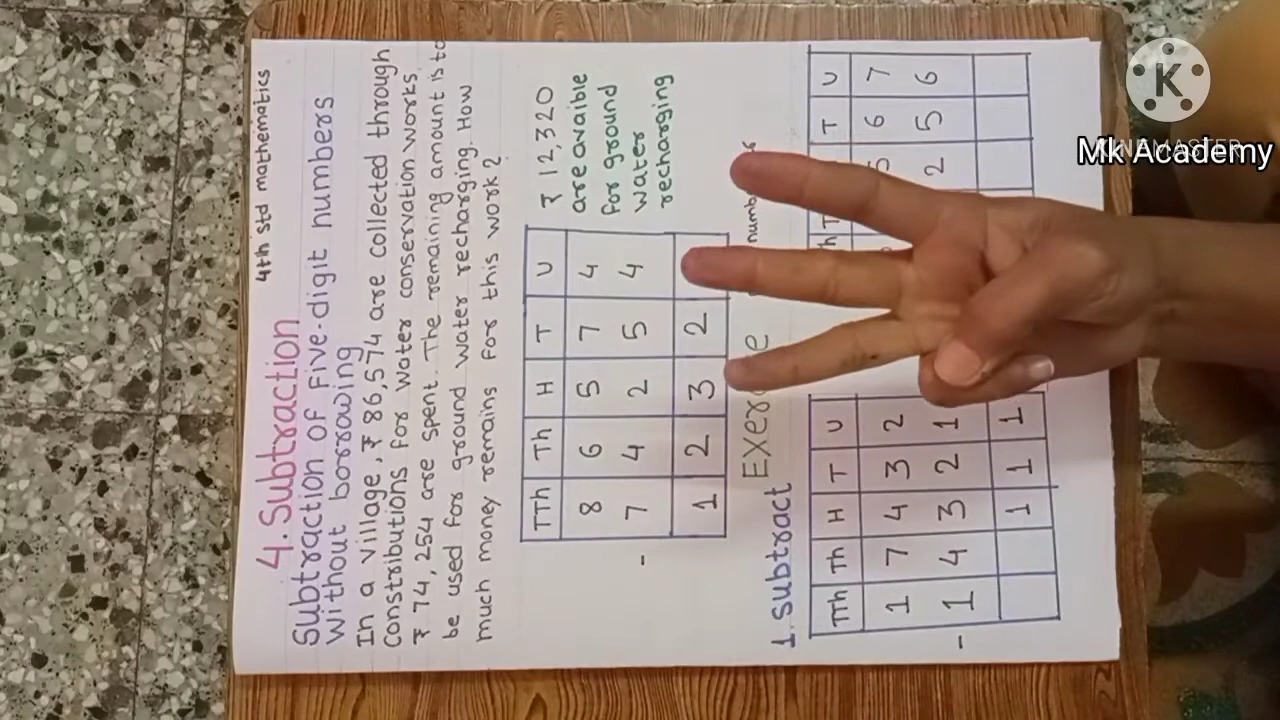 4th std mathematics
4. Subtraction
Subtraction of Five-digit numbers
Without borrowing
In a village, ₹ 86,574 are collected through
Constributions for Water conservation works
₹ 74,254 are spent. The remaining amount is to
be used for ground water recharging. How
much money remains for this work?
TTh Th H T U
8 6 5 7 4
- 7 4 2 5 4
1 2 3 2
₹ 12,320
are avaible
for ground
water
recharging
1. Subtract
TTh Th H T U
1 7 4 3 2
- 1 4 3 2 1
1 1 1
T U
6 7
2 5 6
K
Mk Academy